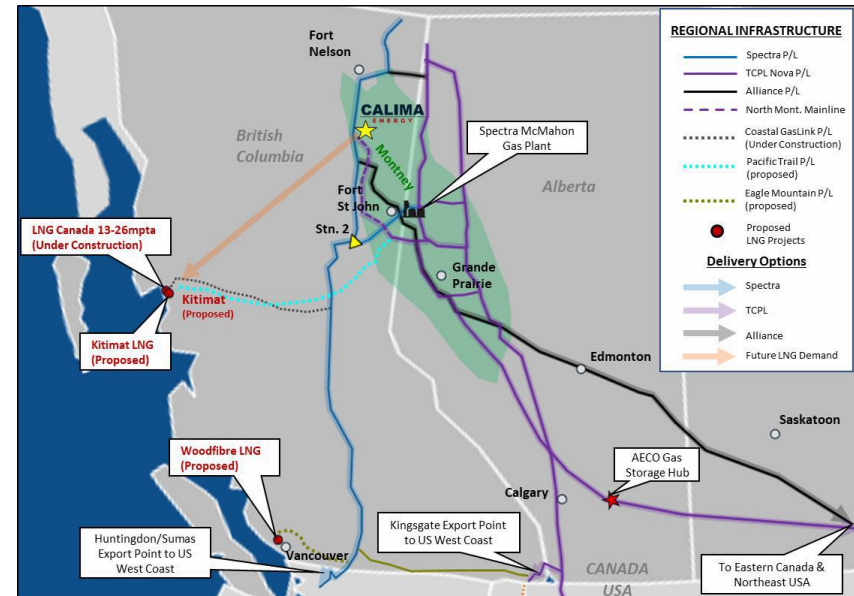 Fort
Nelson
CALIMA
ENERGY
British
Columbia
Montney
Spectra McMahon
Gas Plant
Alberta
Fort
St John
Stn. 2
LNG Canada 13-26mpta
(Under Construction)
Kitimat
(Proposed)
Kitimat LNG
(Proposed)
Grande
Prairie
Edmonton
Saskatoon
Woodfibre LNG
(Proposed)
AECO Gas
Storage Hub
Calgary
Huntingdon/Sumas
Export Point to US
West Coast
Vancouver
Kingsgate Export Point
to US West Coast
CANADA
USA
To Eastern Canada &
Northeast USA
REGIONAL INFRASTRUCTURE
Spectra P/L
TCPL Nova P/L
Alliance P/L
North Mont. Mainline
Coastal GasLink P/L
(Under Construction)
Pacific Trail P/L
(proposed)
Eagle Mountain P/L
(proposed)
Proposed
LNG Projects
Delivery Options
Spectra
TCPL
Alliance
Future LNG Demand